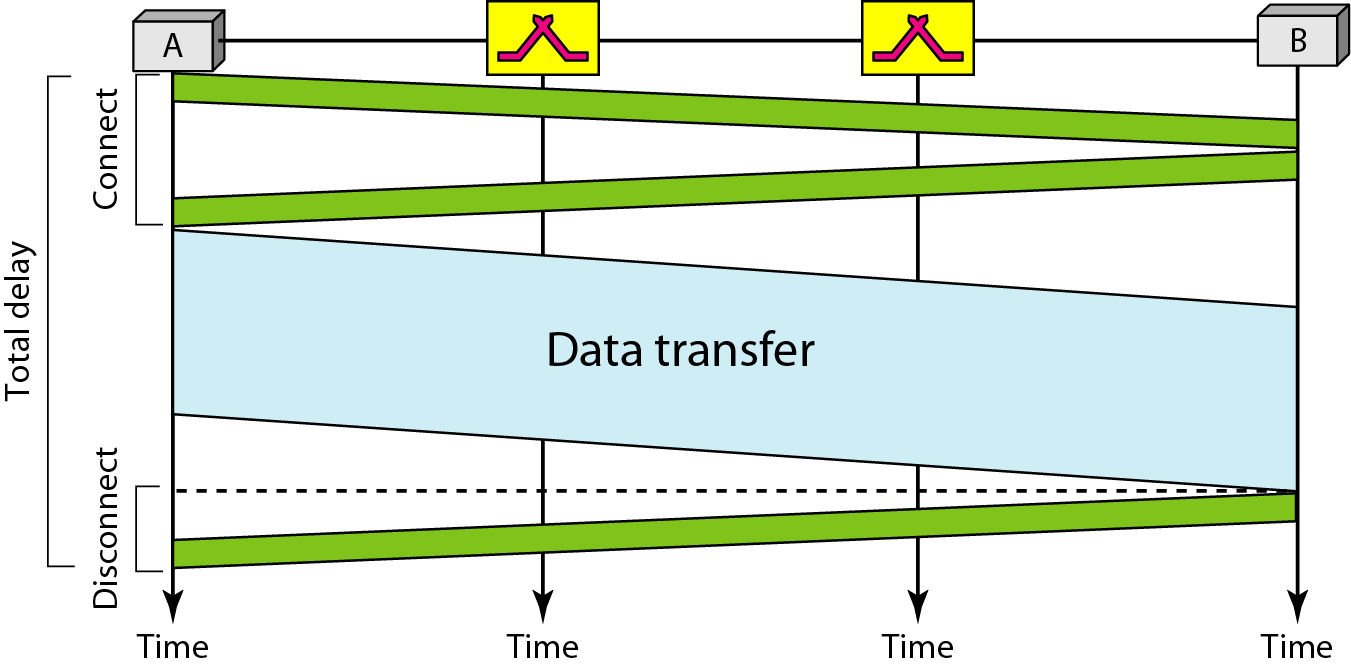 A
B
Connect
Total delay
Data transfer
Disconnect
Time
Time
Time
Time